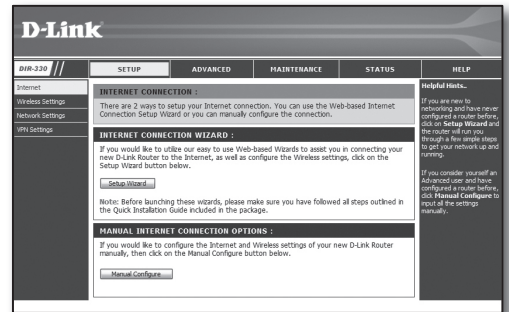 D-Link
DIR-330
SETUP
ADVANCED
MAINTENANCE
STATUS
HELP
Internet
Wireless Settings
Network Settings
VPN Settings
INTERNET CONNECTION :
There are 2 ways to setup your Internet connection. You can use the Web-based Internet
Connection Setup Wizard or you can manually configure the connection.
INTERNET CONNECTION WIZARD :
If you would like to utilize our easy to use Web-based Wizards to assist you in connecting your
new D-Link Router to the Internet, as well as configure the Wireless settings, click on the
Setup Wizard button below.
Setup Wizard
Note: Before launching these wizards, please make sure you have followed all steps outlined in
the Quick Installation Guide included in the package.
MANUAL INTERNET CONNECTION OPTIONS :
If you would like to configure the Internet and Wireless settings of your new D-Link Router
manually, then click on the Manual Configure button below.
Manual Configure
Helpful Hints..
If you are new to
networking and have never
configured a router before,
click on Setup Wizard and
the router will run you
through a few simple steps
to get your network up and
running.
If you consider yourself an
Advanced user and have
configured a router before,
click Manual Configure to
input all the settings
manually.